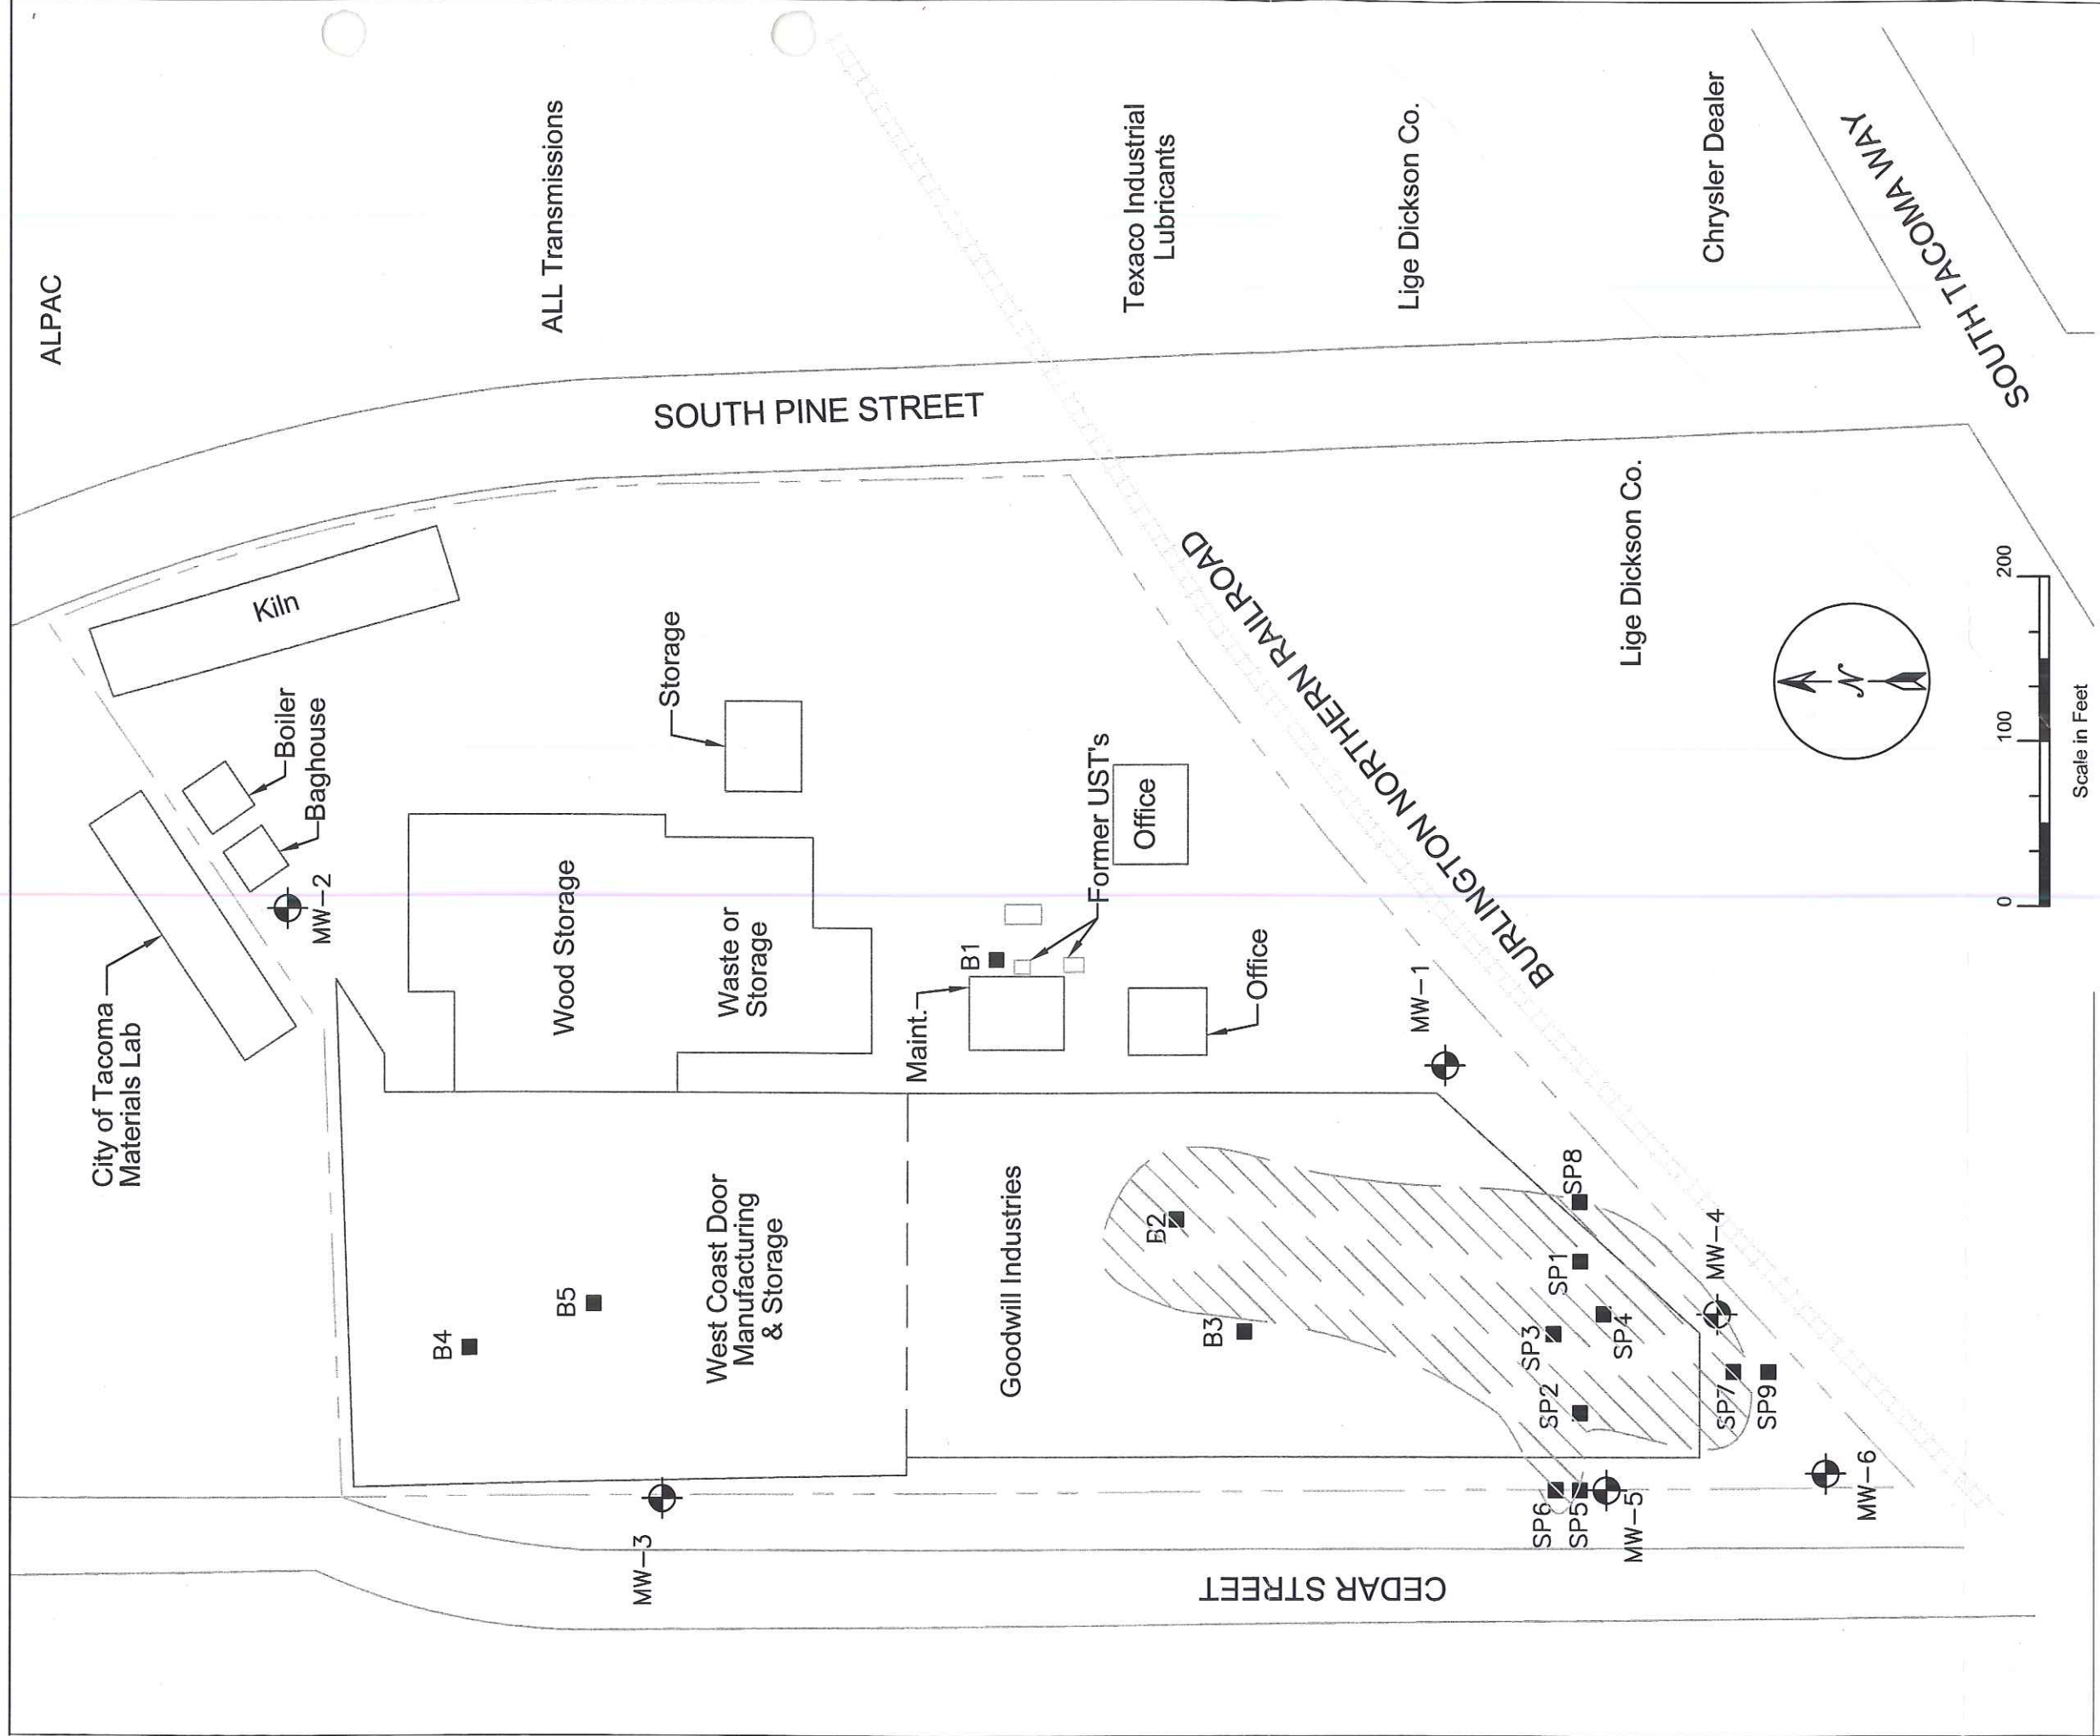 ALPAC
ALL Transmissions
Texaco Industrial
Lubricants
Lige Dickson Co.
Chrysler Dealer
SOUTH TACOMA WAY
SOUTH PINE STREET
BURLINGTON NORTHERN RAILROAD
Lige Dickson Co.
Kiln
Boiler
Baghouse
Storage
City of Tacoma
Materials Lab
MW-2
Wood Storage
Waste or
Storage
Former UST's
Office
B1
Maint.
Office
MW-1
N
0
100
200
Scale in Feet
B4
B5
West Coast Door
Manufacturing
& Storage
Goodwill Industries
B2
B3
SP8
SP1
SP3
SP4
SP2
MW-4
SP7
SP9
SP6
SP5
MW-5
MW-6
MW-3
CEDAR STREET